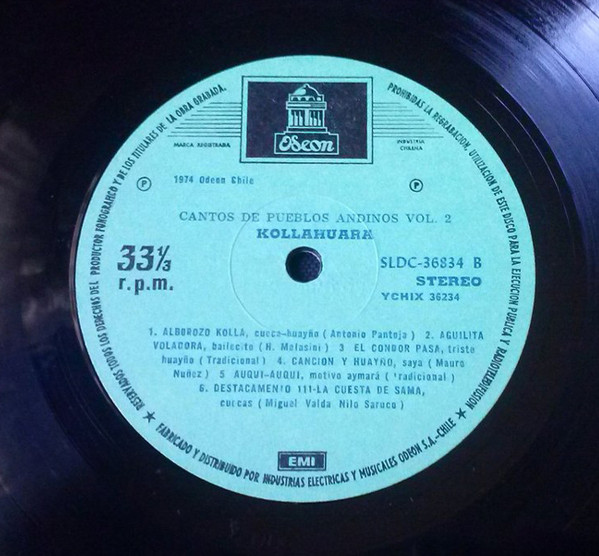 RESERVADOS TODOS LOS DERECHOS DEL PRODUCTOR FONOGRAFICO Y DE LOS TITULARES DE LA OBRA GRABADA.
PROHIBIDAS LA REGRABACION, UTILIZACION DE ESTE DISCO PARA LA EJECUCION PUBLICA Y RADIOTELEDIFUSION
Odeon
MARCA REGISTRADA
INDUSTRIA CHILENA
℗ 1974 Odeon Chile ℗
CANTOS DE PUEBLOS ANDINOS VOL. 2
KOLLAHUARA
33⅓ r.p.m.
SLDC-36834 B
STEREO
YCHIX 36234
1. ALBOROZO KOLLA, cueca-huayño (Antonio Pantoja) 2. AGUILITA
VOLADORA, bailecito (H. Malasini) 3 EL CONDOR PASA, triste
huayño (Tradicional) 4. CANCION Y HUAYÑO, saya (Mauro
Nuñez) 5 AUQUI-AUQUI, motivo aymará (Tradicional)
6. DESTACAMENTO 111-LA CUESTA DE SAMA,
cuecas (Miguel Valda Nilo Saruco)
EMI
★ FABRICADO Y DISTRIBUIDO POR INDUSTRIAS ELECTRICAS Y MUSICALES ODEON S.A.-CHILE ★